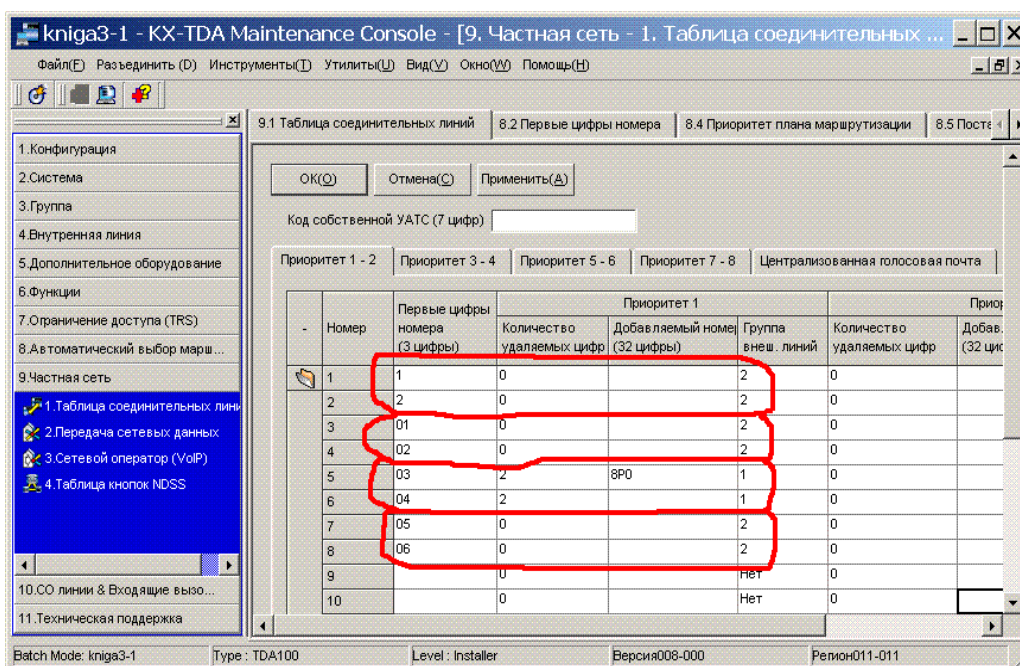 kniga3-1 - KX-TDA Maintenance Console - [9. Частная сеть - 1. Таблица соединительных ...
Файл(F) Разъединить (D) Инструменты(T) Утилиты(U) Вид(V) Окно(W) Помощь(H)
9.1 Таблица соединительных линий 8.2 Первые цифры номера 8.4 Приоритет плана маршрутизации 8.5 Посте
1.Конфигурация
2.Система
3.Группа
4.Внутренняя линия
5.Дополнительное оборудование
6.Функции
7.Ограничение доступа (TRS)
8.Автоматический выбор марш...
9.Частная сеть
1.Таблица соединительных лини
2.Передача сетевых данных
3.Сетевой оператор (VoIP)
4.Таблица кнопок NDSS
10.CO линии & Входящие вызо...
11.Техническая поддержка
ОК(O) Отмена(C) Применить(A)
Код собственной УАТС (7 цифр)
Приоритет 1 - 2 Приоритет 3 - 4 Приоритет 5 - 6 Приоритет 7 - 8 Централизованная голосовая почта
Приоритет 1 Приор
- Номер Первые цифры номера (3 цифры) Количество удаляемых цифр Добавляемый номер (32 цифры) Группа внеш. линий Количество удаляемых цифр Добав. (32 циф
1 1 0 2 0
2 2 0 2 0
3 01 0 2 0
4 02 0 2 0
5 03 2 8P0 1 0
6 04 2 1 0
7 05 0 2 0
8 06 0 2 0
9 0 Нет 0
10 0 Нет 0
Batch Mode: kniga3-1 Type : TDA100 Level : Installer Версия008-000 Регион011-011